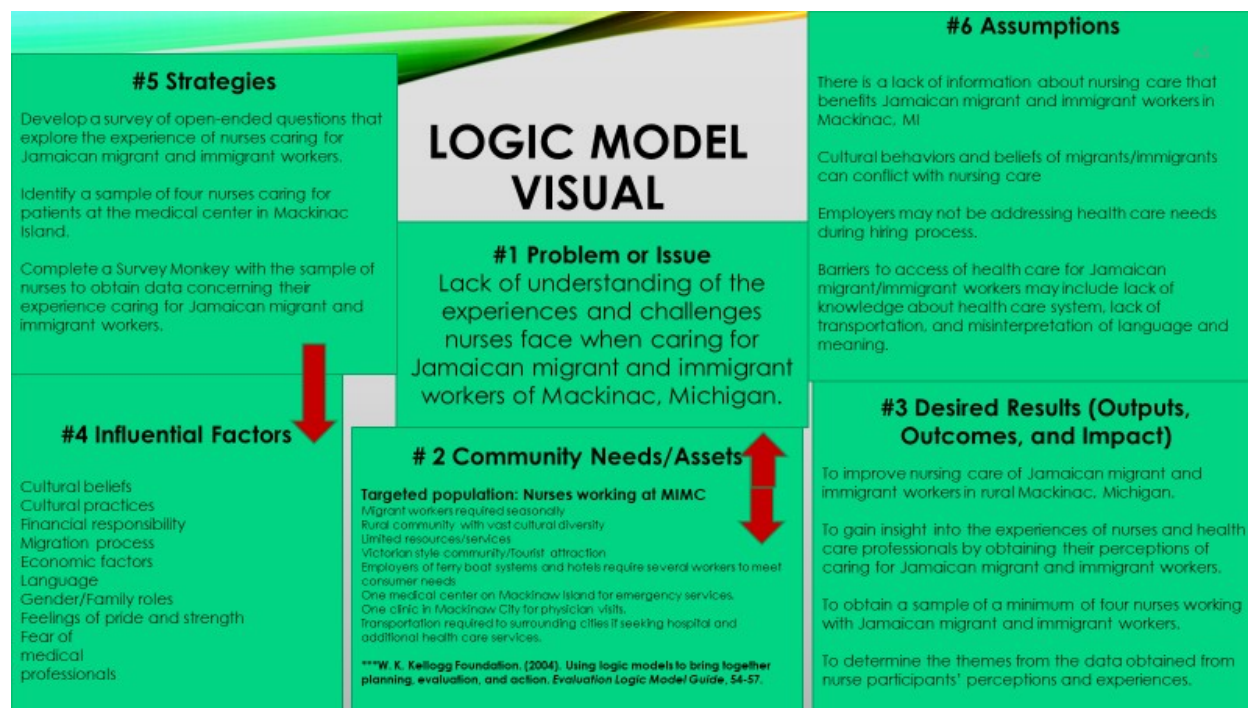 #5 Strategies
Develop a survey of open-ended questions that
explore the experience of nurses caring for
Jamaican migrant and immigrant workers.
Identify a sample of four nurses caring for
patients at the medical center in Mackinac
Island.
Complete a Survey Monkey with the sample of
nurses to obtain data concerning their
experience caring for Jamaican migrant and
immigrant workers.
#4 Influential Factors
Cultural beliefs
Cultural practices
Financial responsibility
Migration process
Economic factors
Language
Gender/Family roles
Feelings of pride and strength
Fear of
medical
professionals
LOGIC MODEL
VISUAL
#1 Problem or Issue
Lack of understanding of the
experiences and challenges
nurses face when caring for
Jamaican migrant and immigrant
workers of Mackinac, Michigan.
# 2 Community Needs/Assets
Targeted population: Nurses working at MIMC
Migrant workers required seasonally
Rural community with vast cultural diversity
Limited resources/services
Victorian style community/Tourist attraction
Employers of ferry boat systems and hotels require several workers to meet
consumer needs
One medical center on Mackinaw Island for emergency services.
One clinic in Mackinaw City for physician visits.
Transportation required to surrounding cities if seeking hospital and
additional health care services.
***W. K. Kellogg Foundation. (2004). Using logic models to bring together
planning, evaluation, and action. Evaluation Logic Model Guide, 54-57.
#6 Assumptions
There is a lack of information about nursing care that
benefits Jamaican migrant and immigrant workers in
Mackinac, MI
Cultural behaviors and beliefs of migrants/immigrants
can conflict with nursing care
Employers may not be addressing health care needs
during hiring process.
Barriers to access of health care for Jamaican
migrant/immigrant workers may include lack of
knowledge about health care system, lack of
transportation, and misinterpretation of language and
meaning.
#3 Desired Results (Outputs,
Outcomes, and Impact)
To improve nursing care of Jamaican migrant and
immigrant workers in rural Mackinac, Michigan.
To gain insight into the experiences of nurses and health
care professionals by obtaining their perceptions of
caring for Jamaican migrant and immigrant workers.
To obtain a sample of a minimum of four nurses working
with Jamaican migrant and immigrant workers.
To determine the themes from the data obtained from
nurse participants' perceptions and experiences.